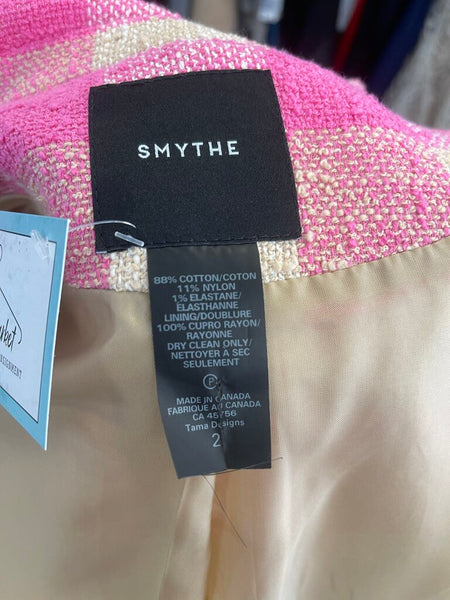 SMYTHE
88% COTTON/COTON
11% NYLON
1% ELASTANE/
ELASTHANNE
LINING/DOUBLURE
100% CUPRO RAYON/
RAYONNE
DRY CLEAN ONLY/
NETTOYER A SEC
SEULEMENT
P
MADE IN CANADA
FABRIQUE AU CANADA
CA 45756
Tama Designs
2